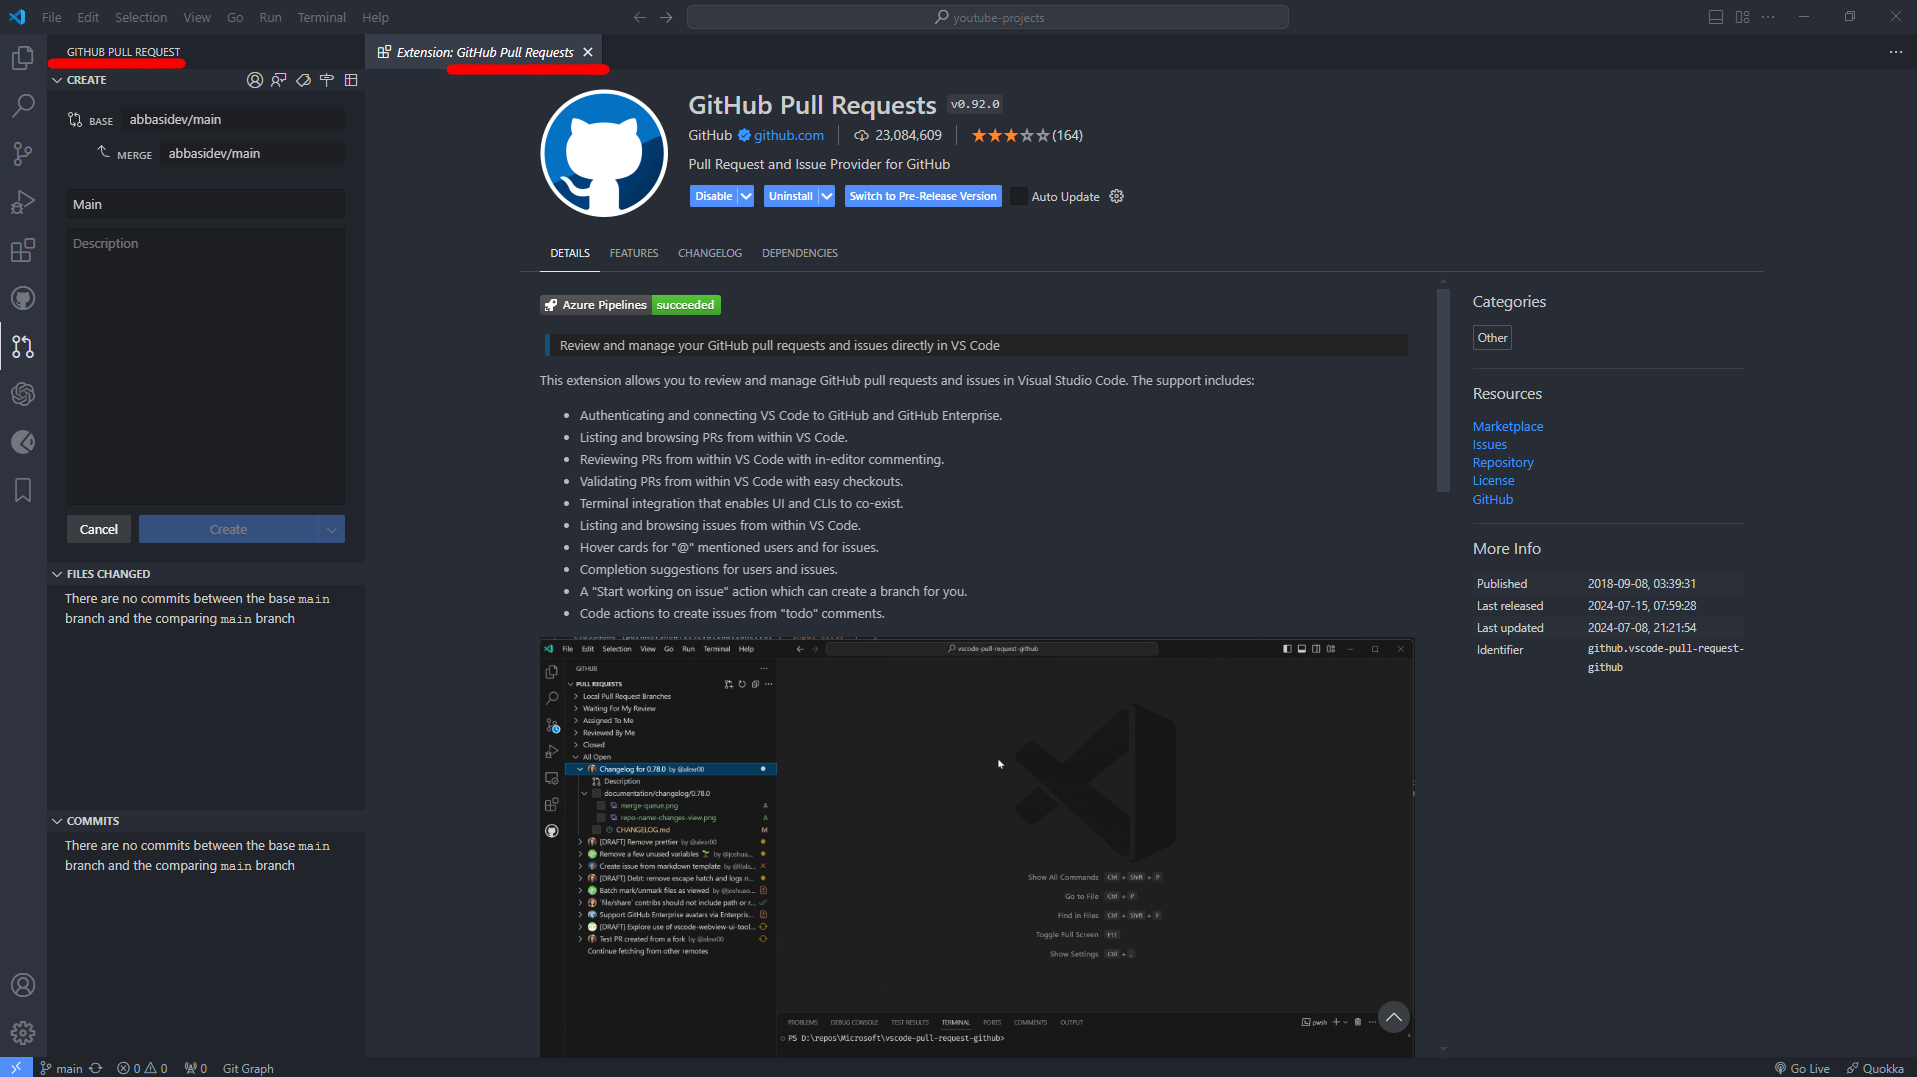 File Edit Selection View Go Run Terminal Help
youtube-projects
GITHUB PULL REQUEST
Extension: GitHub Pull Requests
CREATE
BASE abbasidev/main
MERGE abbasidev/main
Main
Description
Cancel Create
FILES CHANGED
There are no commits between the base main
branch and the comparing main branch
COMMITS
There are no commits between the base main
branch and the comparing main branch
GitHub Pull Requests v0.92.0
GitHub github.com 23,084,609 (164)
Pull Request and Issue Provider for GitHub
Disable Uninstall Switch to Pre-Release Version Auto Update
DETAILS FEATURES CHANGELOG DEPENDENCIES
Azure Pipelines succeeded
Review and manage your GitHub pull requests and issues directly in VS Code
This extension allows you to review and manage GitHub pull requests and issues in Visual Studio Code. The support includes:
• Authenticating and connecting VS Code to GitHub and GitHub Enterprise.
• Listing and browsing PRs from within VS Code.
• Reviewing PRs from within VS Code with in-editor commenting.
• Validating PRs from within VS Code with easy checkouts.
• Terminal integration that enables UI and CLIs to co-exist.
• Listing and browsing issues from within VS Code.
• Hover cards for "@" mentioned users and for issues.
• Completion suggestions for users and issues.
• A "Start working on issue" action which can create a branch for you.
• Code actions to create issues from "todo" comments.
File Edit Selection View Go Run Terminal Help
vscode-pull-request-github
GITHUB
PULL REQUESTS
Local Pull Request Branches
Waiting For My Review
Assigned To Me
Reviewed By Me
Closed
All Open
Changelog for 0.78.0 by @alexr00
Description
documentation/changelog/0.78.0
merge-queue.png A
repo-name-changes-view.png A
CHANGELOG.md M
[DRAFT] Remove prettier by @alexr00
Remove a few unused variables by @joshua...
Create issue from markdown template by
[DRAFT] Debt: remove escape hatch and logs n...
Batch mark/unmark files as viewed by @joshuao...
'file/share' contribs should not include path or r...
Support GitHub Enterprise avatars via Enterpris...
[DRAFT] Explore use of vscode-webview-ui-tool...
Test PR created from a fork by @alexr00
Continue fetching from other remotes
Show All Commands Ctrl + Shift + P
Go to File Ctrl + P
Find in Files Ctrl + Shift + F
Toggle Full Screen F11
Show Settings Ctrl + ,
PROBLEMS DEBUG CONSOLE TEST RESULTS TERMINAL PORTS COMMENTS OUTPUT
pwsh
PS D:\repos\Microsoft\vscode-pull-request-github>
Categories
Other
Resources
Marketplace
Issues
Repository
License
GitHub
More Info
Published 2018-09-08, 03:39:31
Last released 2024-07-15, 07:59:28
Last updated 2024-07-08, 21:21:54
Identifier github.vscode-pull-request-
github
main 0 0 0 Git Graph
Go Live Quokka